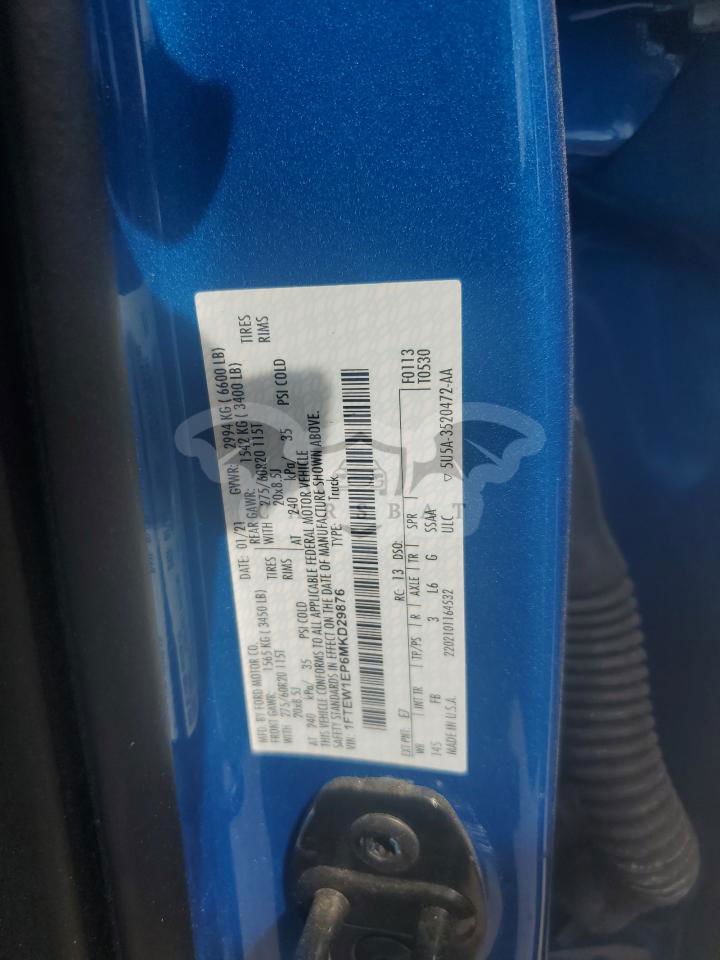 MFG. BY FORD MOTOR CO.
DATE: 01/21 GVWR: 2994 KG ( 6600 LB)
FRONT GAWR: 1565 KG ( 3450 LB) REAR GAWR: 1542 KG ( 3400 LB)
WITH 275/60R20 115T TIRES WITH 275/60R20 115T TIRES
20x8.5J RIMS 20x8.5J RIMS
AT 240 kPa/ 35 PSI COLD AT 240 kPa/ 35 PSI COLD
THIS VEHICLE CONFORMS TO ALL APPLICABLE FEDERAL MOTOR VEHICLE
SAFETY STANDARDS IN EFFECT ON THE DATE OF MANUFACTURE SHOWN ABOVE.
VIN: 1FTEW1EP6MKD29876 TYPE: Truck
F0113
EXT PNT: E7 RC: 13 DSO: T0530
WB INT TR TP/PS R AXLE TR SPR
145 FB 3 L6 G SSAA
MADE IN U.S.A. 2202101164532 ULC 5U5A-3520472-AA
CARBAT